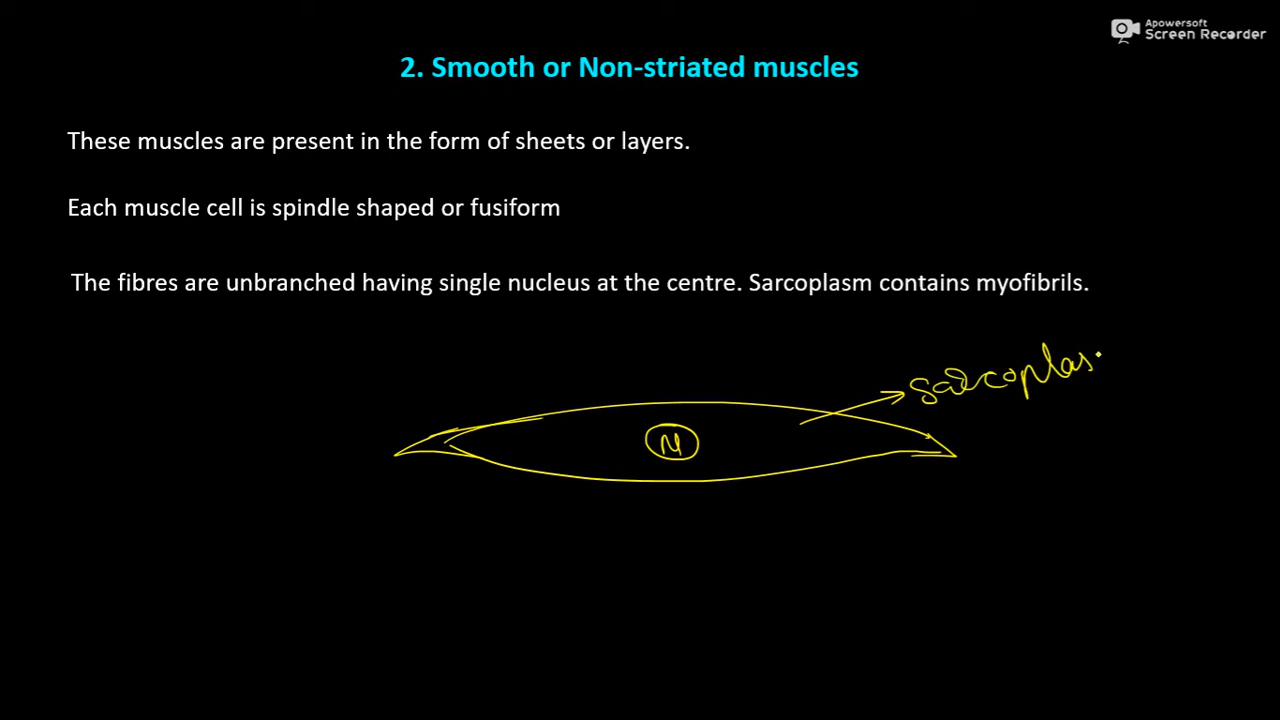 Apowersoft
Screen Recorder
2. Smooth or Non-striated muscles
These muscles are present in the form of sheets or layers.
Each muscle cell is spindle shaped or fusiform
The fibres are unbranched having single nucleus at the centre. Sarcoplasm contains myofibrils.
Sarcoplas
N